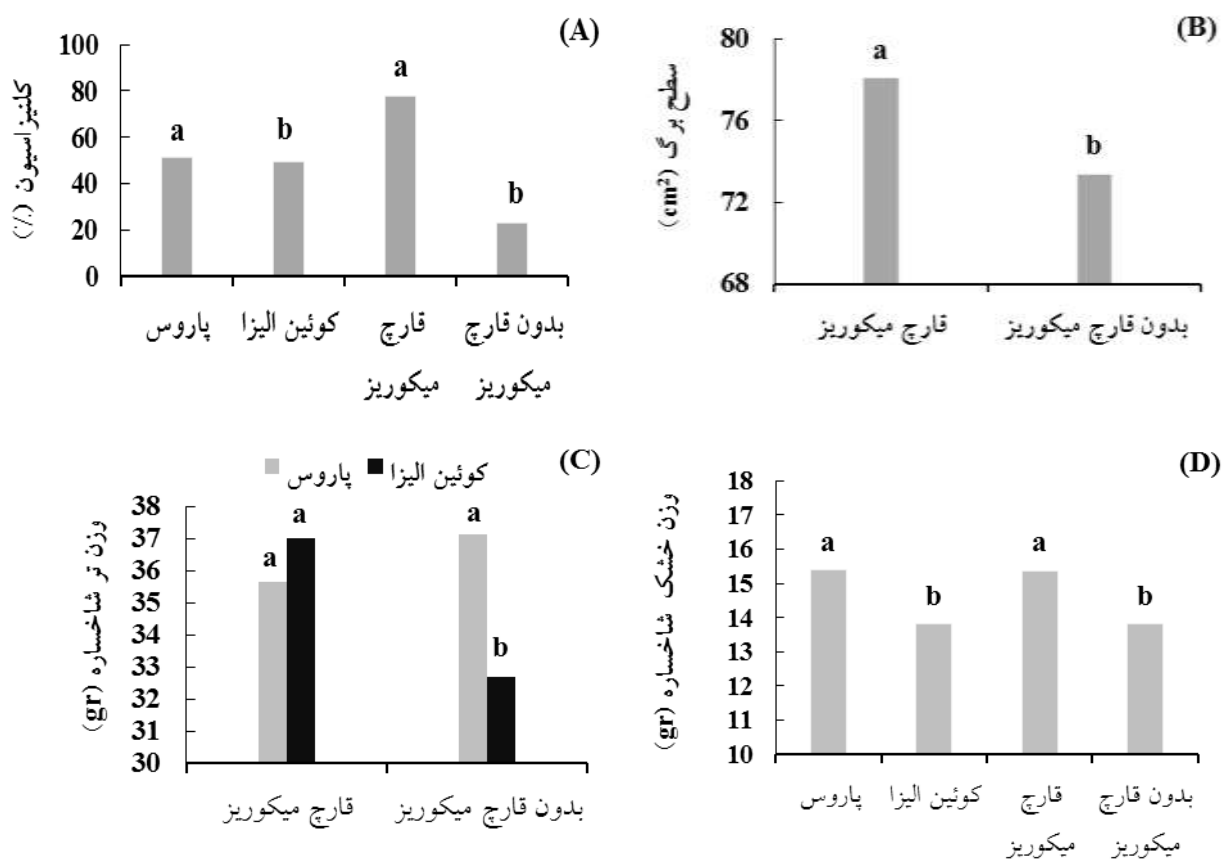 (A)
کلنیزاسیون (٪)
100
80
60
40
20
0
a
b
a
b
پاروس
کوئین الیزا
قارچ
میکوریز
بدون قارچ
میکوریز
(B)
سطح برگ (cm²)
80
76
72
68
a
b
قارچ میکوریز
بدون قارچ میکوریز
(C)
پاروس
کوئین الیزا
وزن تر شاخساره (gr)
38
37
36
35
34
33
32
31
30
a
a
a
b
قارچ میکوریز
بدون قارچ میکوریز
(D)
وزن خشک شاخساره (gr)
18
17
16
15
14
13
12
11
10
a
b
a
b
پاروس
کوئین الیزا
قارچ
میکوریز
بدون قارچ
میکوریز